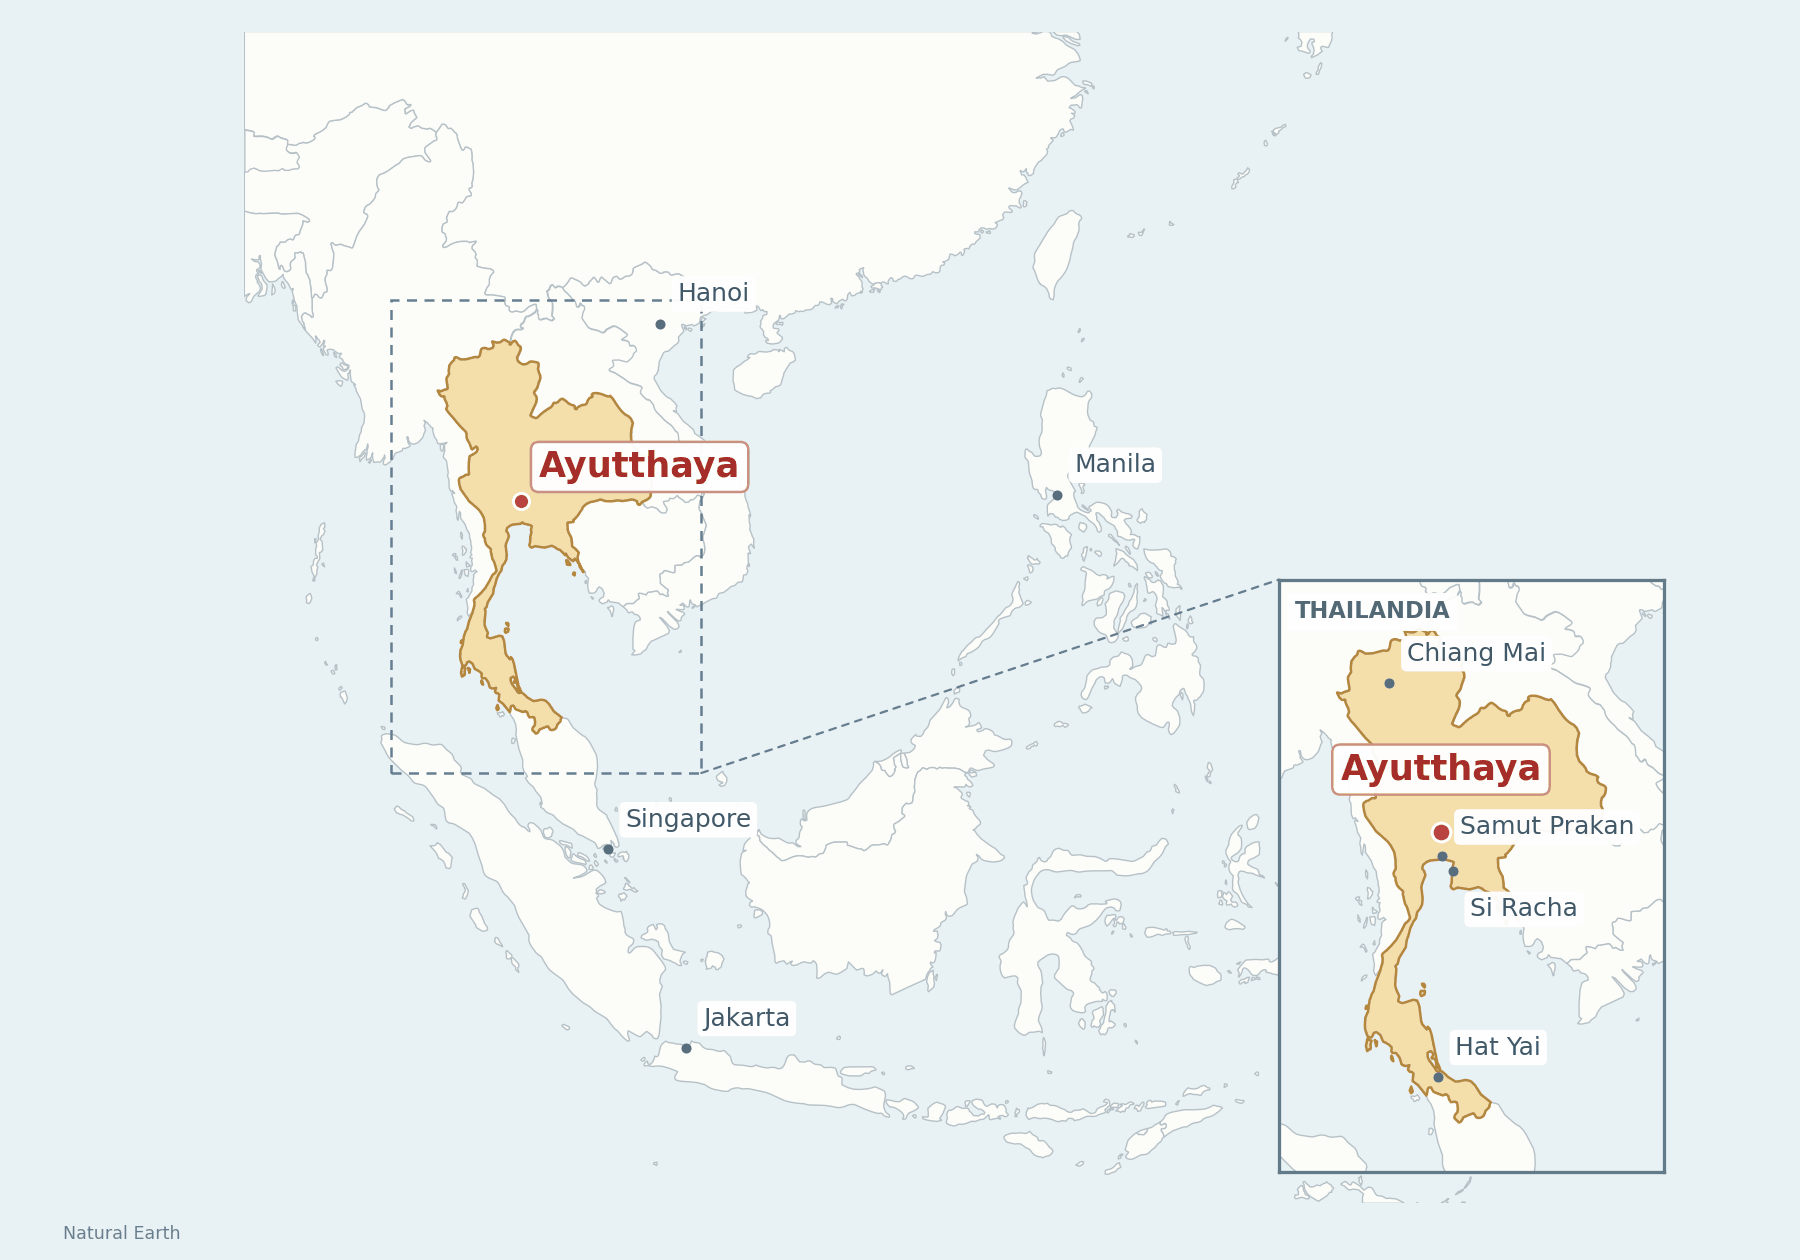 Hanoi
Ayutthaya
Manila
Singapore
Jakarta
THAILANDIA
Chiang Mai
Ayutthaya
Samut Prakan
Si Racha
Hat Yai
Natural Earth